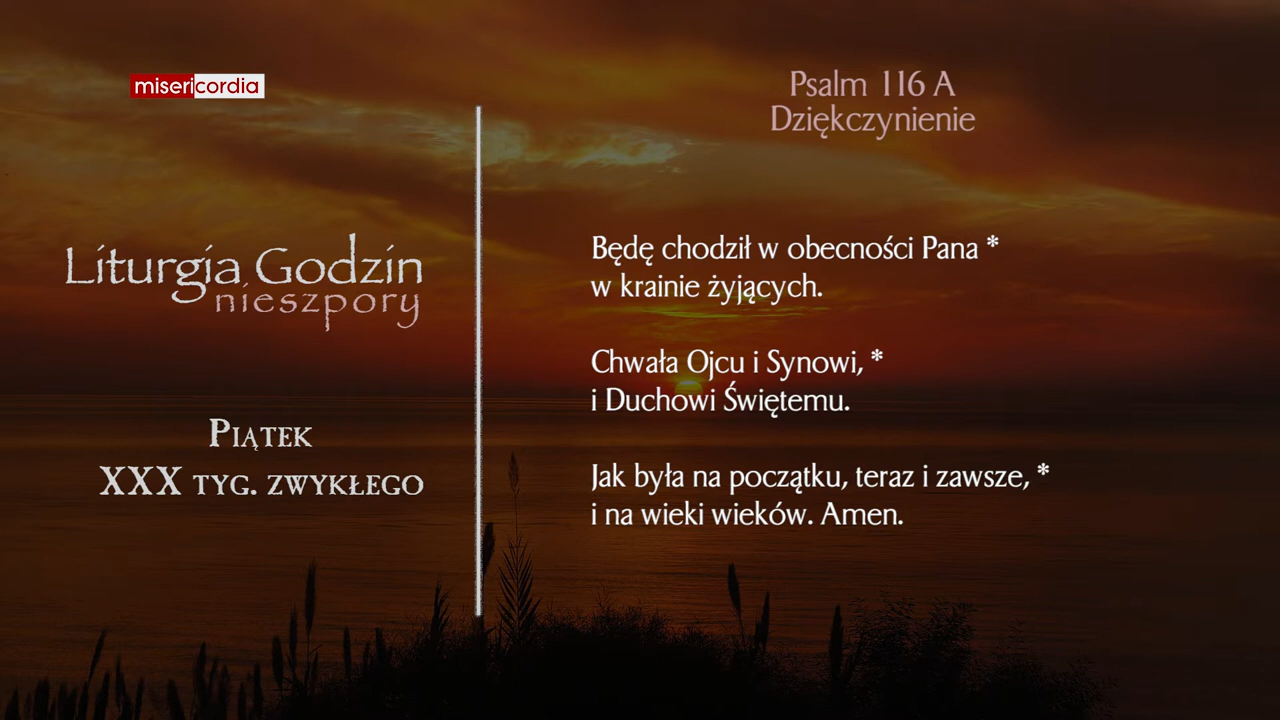 misericordia
Liturgia Godzin
nieszpory
Piątek
XXX tyg. zwykłego
Psalm 116 A
Dziękczynienie
Będę chodził w obecności Pana *
w krainie żyjących.
Chwała Ojcu i Synowi, *
i Duchowi Świętemu.
Jak była na początku, teraz i zawsze, *
i na wieki wieków. Amen.